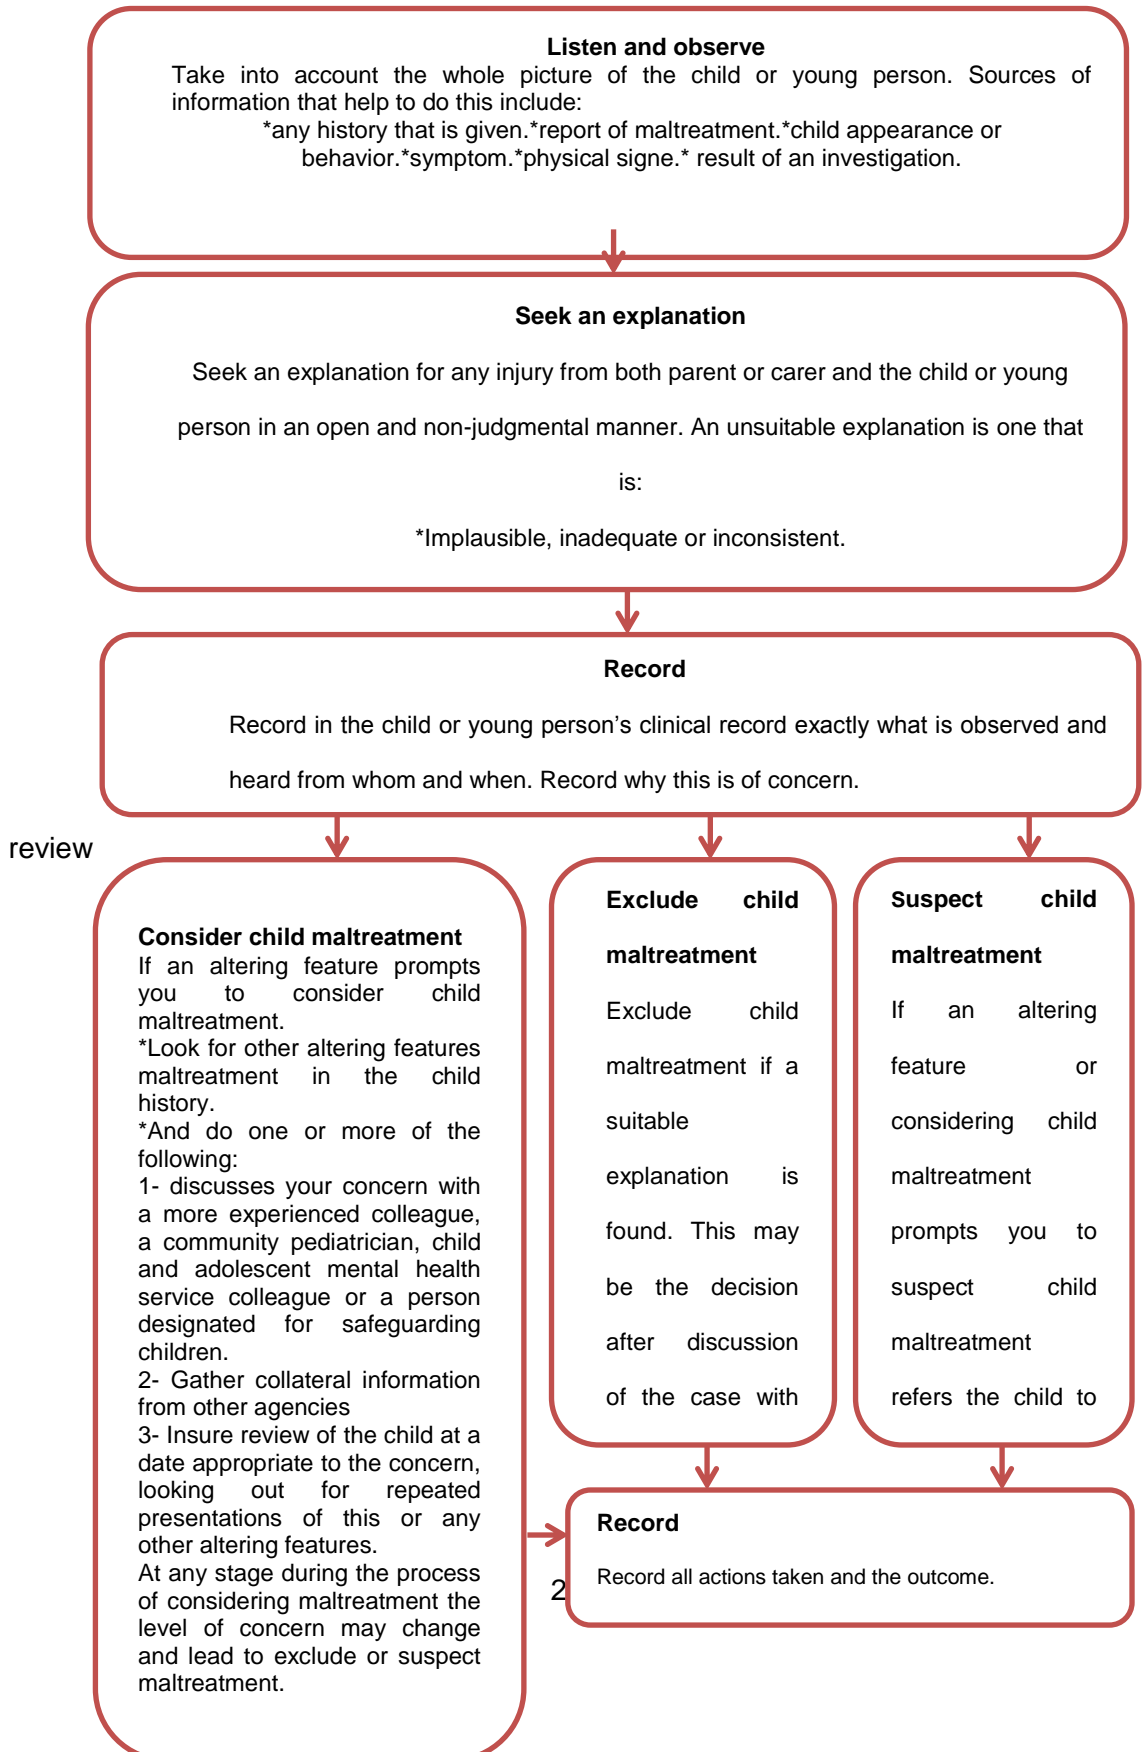 Listen and observe
Take into account the whole picture of the child or young person. Sources of
information that help to do this include:
*any history that is given.*report of maltreatment.*child appearance or
behavior.*symptom.*physical signe.* result of an investigation.
Seek an explanation
Seek an explanation for any injury from both parent or carer and the child or young
person in an open and non-judgmental manner. An unsuitable explanation is one that
is:
*Implausible, inadequate or inconsistent.
Record
Record in the child or young person’s clinical record exactly what is observed and
heard from whom and when. Record why this is of concern.
review
Consider child maltreatment
If an altering feature prompts
you to consider child
maltreatment.
*Look for other altering features
maltreatment in the child
history.
*And do one or more of the
following:
1- discusses your concern with
a more experienced colleague,
a community pediatrician, child
and adolescent mental health
service colleague or a person
designated for safeguarding
children.
2- Gather collateral information
from other agencies
3- Insure review of the child at a
date appropriate to the concern,
looking out for repeated
presentations of this or any
other altering features.
At any stage during the process
of considering maltreatment the
level of concern may change
and lead to exclude or suspect
maltreatment.
Exclude child
maltreatment
Exclude child
maltreatment if a
suitable
explanation is
found. This may
be the decision
after discussion
of the case with
Suspect child
maltreatment
If an altering
feature or
considering child
maltreatment
prompts you to
suspect child
maltreatment
refers the child to
Record
Record all actions taken and the outcome.
2